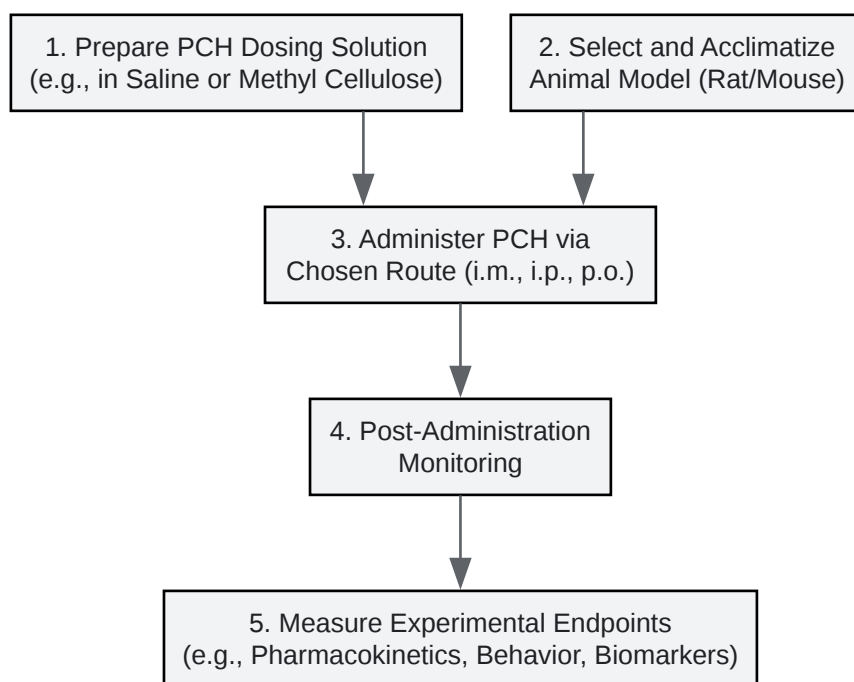 1. Prepare PCH Dosing Solution
(e.g., in Saline or Methyl Cellulose)
2. Select and Acclimatize
Animal Model (Rat/Mouse)
3. Administer PCH via
Chosen Route (i.m., i.p., p.o.)
4. Post-Administration
Monitoring
5. Measure Experimental Endpoints
(e.g., Pharmacokinetics, Behavior, Biomarkers)